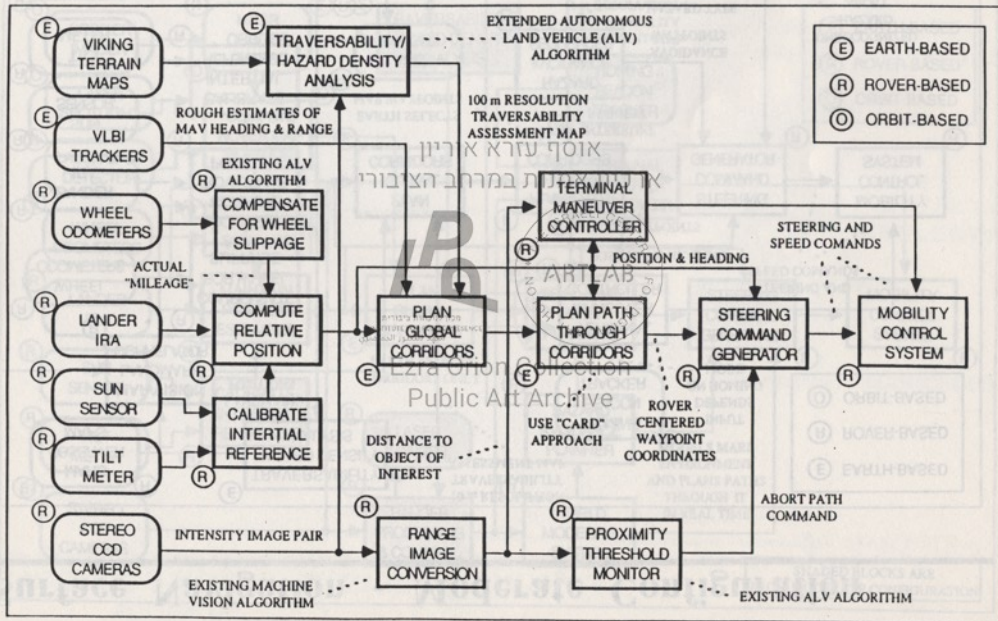 E
VIKING
TERRAIN
MAPS
E
TRAVERSABILITY/
HAZARD DENSITY
ANALYSIS
EXTENDED AUTONOMOUS
LAND VEHICLE (ALV)
ALGORITHM
E EARTH-BASED
R ROVER-BASED
O ORBIT-BASED
E
VLBI
TRACKERS
ROUGH ESTIMATES OF
MAV HEADING & RANGE
100 m RESOLUTION
TRAVERSABILITY
ASSESSMENT MAP
אוסף עזרא אוריון
ארכיון אמנות במרחב הציבורי
R
WHEEL
ODOMETERS
EXISTING ALV
ALGORITHM
R
COMPENSATE
FOR WHEEL
SLIPPAGE
TERMINAL
MANEUVER
CONTROLLER
R
STEERING AND
SPEED COMANDS
ACTUAL
"MILEAGE"
POSITION & HEADING
ARTLAB
R
LANDER
IRA
COMPUTE
RELATIVE
POSITION
R
PLAN
GLOBAL
CORRIDORS
E
PLAN PATH
THROUGH
CORRIDORS
E
STEERING
COMMAND
GENERATOR
R
MOBILITY
CONTROL
SYSTEM
R
Ezra Orion Collection
Public Art Archive
R
SUN
SENSOR
R
TILT
METER
CALIBRATE
INTERTIAL
REFERENCE
R
DISTANCE TO
OBJECT OF
INTEREST
USE "CARD"
APPROACH
ROVER
CENTERED
WAYPOINT
COORDINATES
R
STEREO
CCD
CAMERAS
INTENSITY IMAGE PAIR
R
RANGE
IMAGE
CONVERSION
R
PROXIMITY
THRESHOLD
MONITOR
ABORT PATH
COMMAND
EXISTING MACHINE
VISION ALGORITHM
EXISTING ALV ALGORITHM